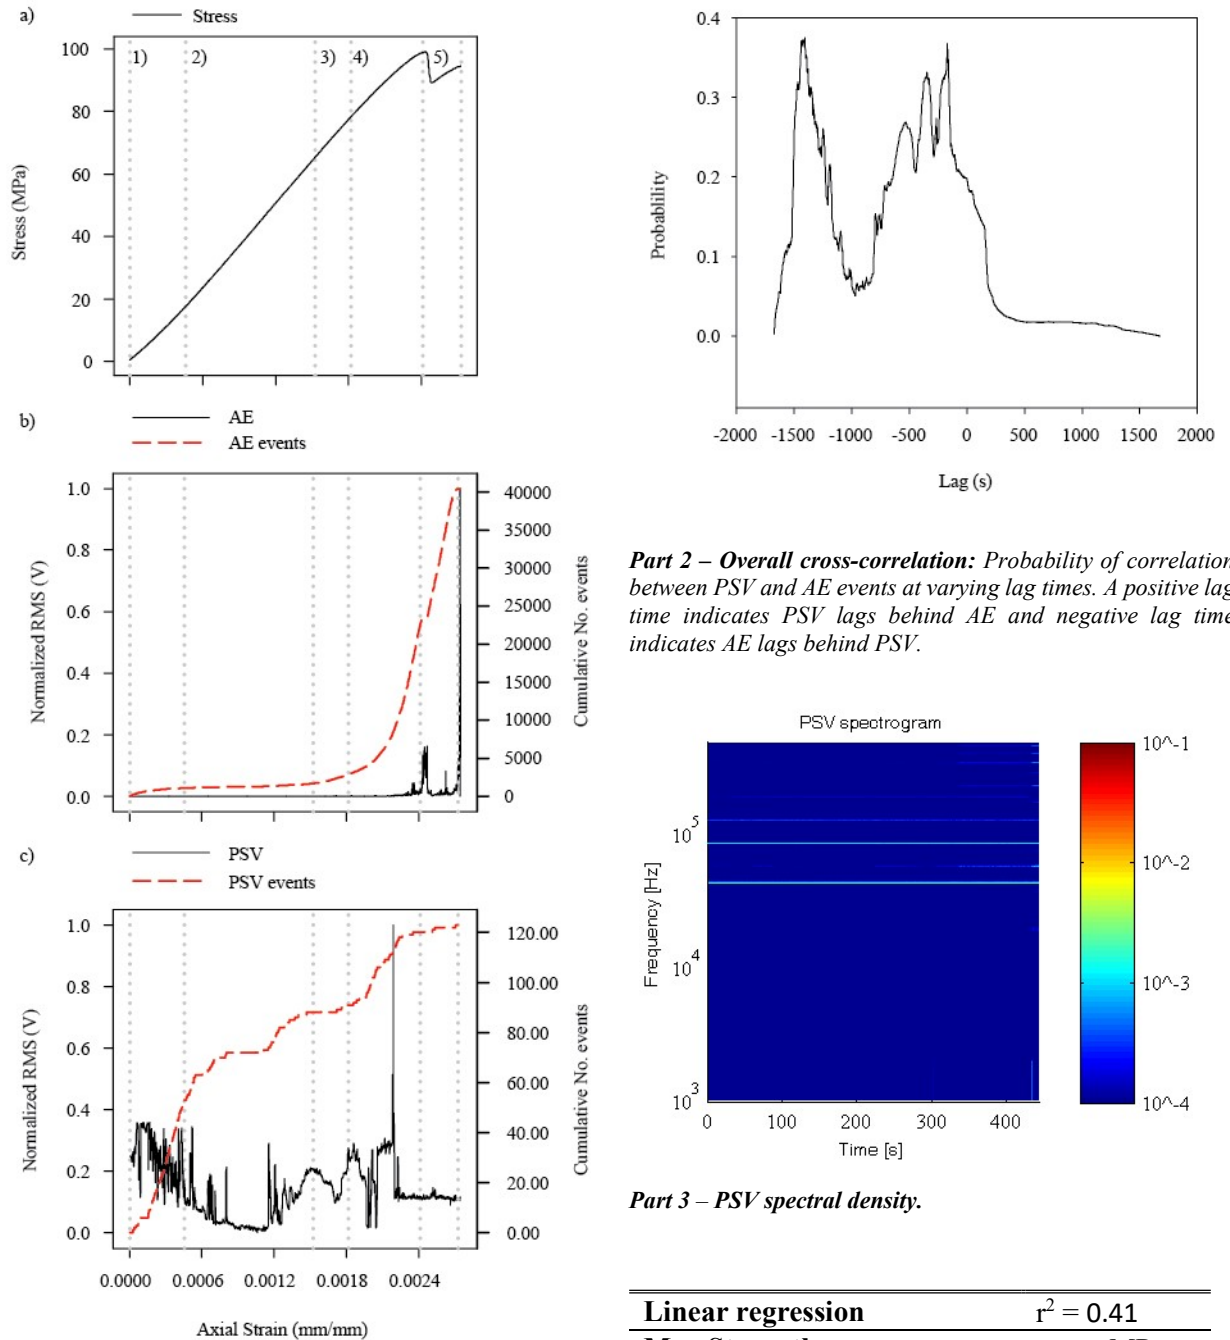 a)
Stress
1)
2)
3)
4)
5)
100
80
60
40
20
0
Stress (MPa)
b)
AE
AE events
1.0
0.8
0.6
0.4
0.2
0.0
Normalized RMS (V)
40000
35000
30000
25000
20000
15000
10000
5000
0
Cumulative No. events
c)
PSV
PSV events
1.0
0.8
0.6
0.4
0.2
0.0
Normalized RMS (V)
120.00
100.00
80.00
60.00
40.00
20.00
0.00
Cumulative No. events
0.0000 0.0006 0.0012 0.0018 0.0024
Axial Strain (mm/mm)
0.4
0.3
0.2
0.1
0.0
Probablility
-2000 -1500 -1000 -500 0 500 1000 1500 2000
Lag (s)
Part 2 – Overall cross-correlation: Probability of correlation
between PSV and AE events at varying lag times. A positive lag
time indicates PSV lags behind AE and negative lag time
indicates AE lags behind PSV.
PSV spectrogram
10^5
10^4
10^3
Frequency [Hz]
0 100 200 300 400
Time [s]
10^-1
10^-2
10^-3
10^-4
Part 3 – PSV spectral density.
Linear regression r² = 0.41